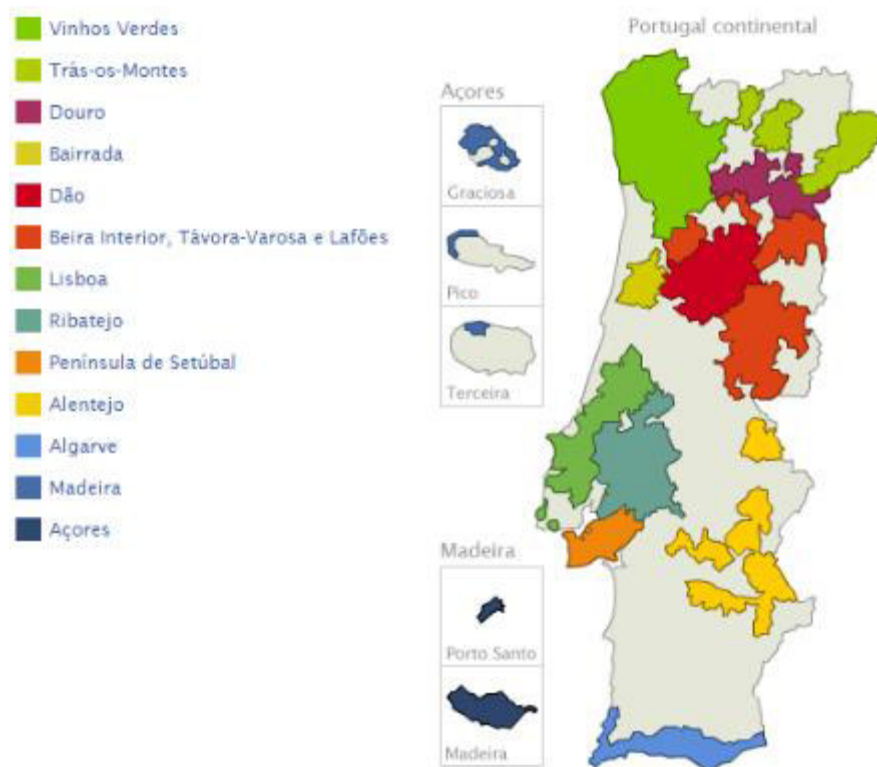 Vinhos Verdes
Trás-os-Montes
Douro
Bairrada
Dão
Beira Interior, Távora-Varosa e Lafões
Lisboa
Ribatejo
Península de Setúbal
Alentejo
Algarve
Madeira
Açores
Portugal continental
Açores
Graciosa
Pico
Terceira
Madeira
Porto Santo
Madeira